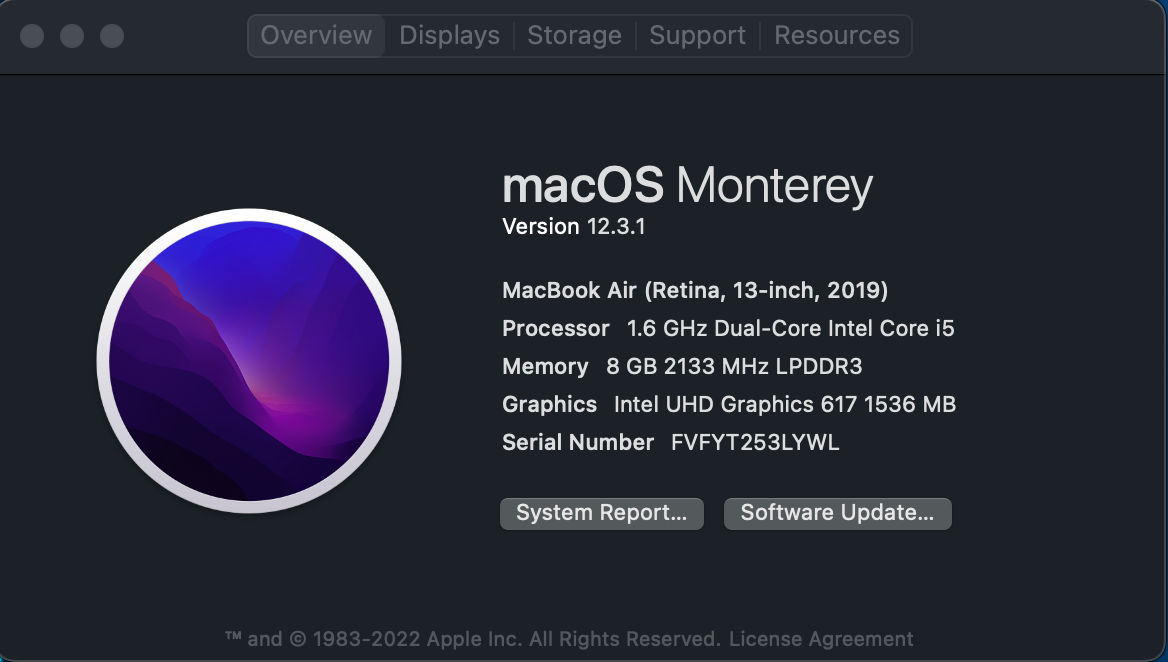 Overview Displays Storage Support Resources
macOS Monterey
Version 12.3.1
MacBook Air (Retina, 13-inch, 2019)
Processor 1.6 GHz Dual-Core Intel Core i5
Memory 8 GB 2133 MHz LPDDR3
Graphics Intel UHD Graphics 617 1536 MB
Serial Number FVFYT253LYWL
System Report... Software Update...
™ and © 1983-2022 Apple Inc. All Rights Reserved. License Agreement